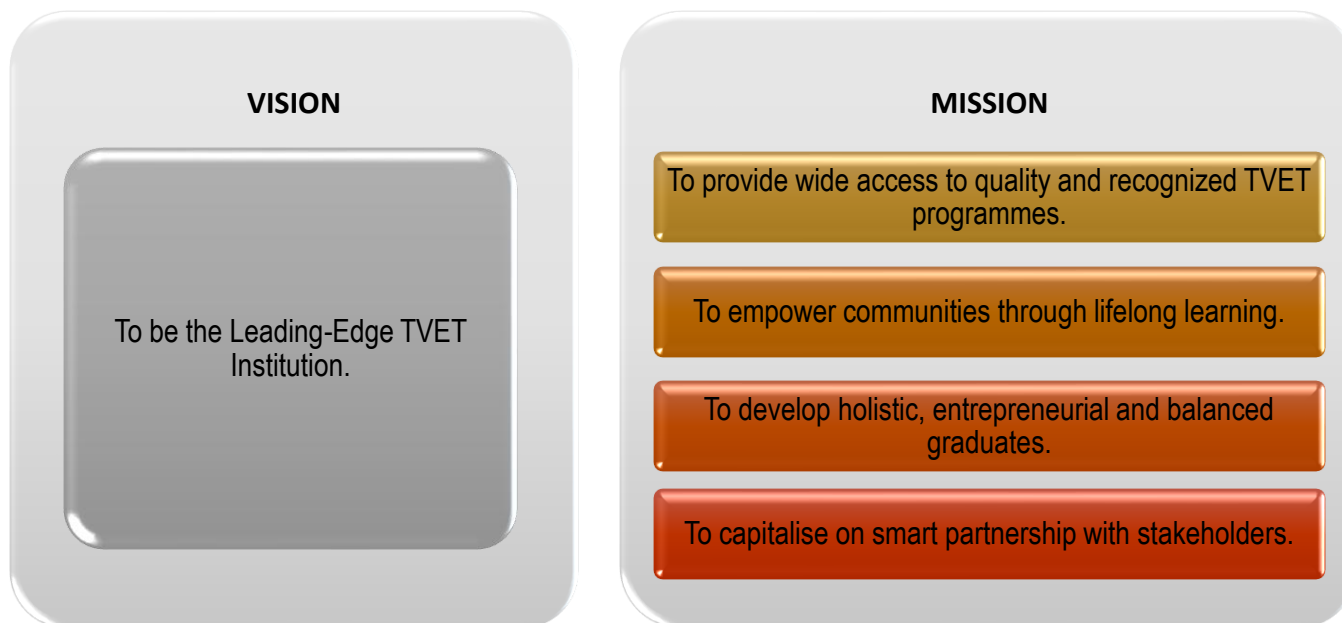 VISION
To be the Leading-Edge TVET
Institution.
MISSION
To provide wide access to quality and recognized TVET
programmes.
To empower communities through lifelong learning.
To develop holistic, entrepreneurial and balanced
graduates.
To capitalise on smart partnership with stakeholders.